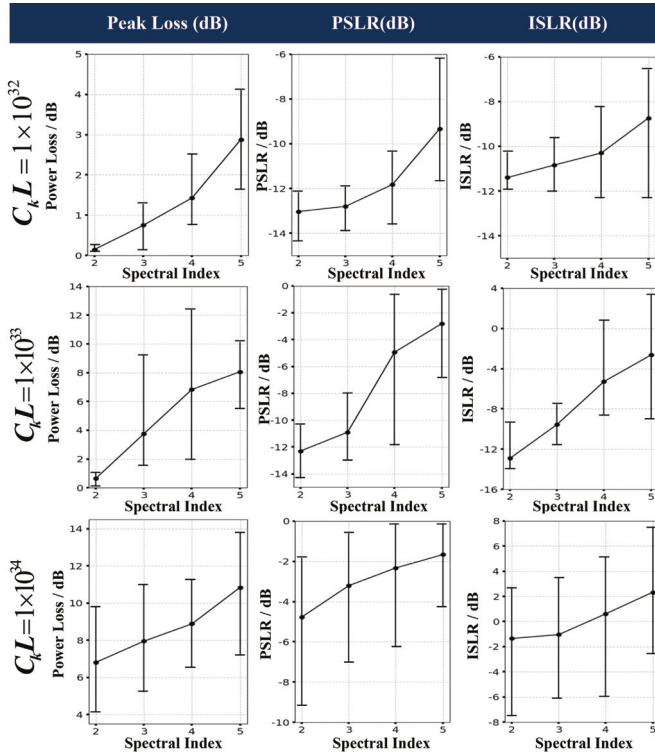 Peak Loss (dB) PSLR(dB) ISLR(dB)
C_kL=1×10^32
Power Loss / dB
5
4
3
2
1
0
2 3 4 5
Spectral Index
PSLR / dB
-6
-8
-10
-12
-14
2 3 4 5
Spectral Index
ISLR / dB
-6
-8
-10
-12
-14
2 3 4 5
Spectral Index
C_kL=1×10^33
Power Loss / dB
14
12
10
8
6
4
2
0
2 3 4 5
Spectral Index
PSLR / dB
0
-2
-4
-6
-8
-10
-12
-14
2 3 4 5
Spectral Index
ISLR / dB
4
0
-4
-8
-12
-16
2 3 4 5
Spectral Index
C_kL=1×10^34
Power Loss / dB
14
12
10
8
6
4
2 3 4 5
Spectral Index
PSLR / dB
0
-2
-4
-6
-8
-10
2 3 4 5
Spectral Index
ISLR / dB
8
6
4
2
0
-2
-4
-6
-8
2 3 4 5
Spectral Index